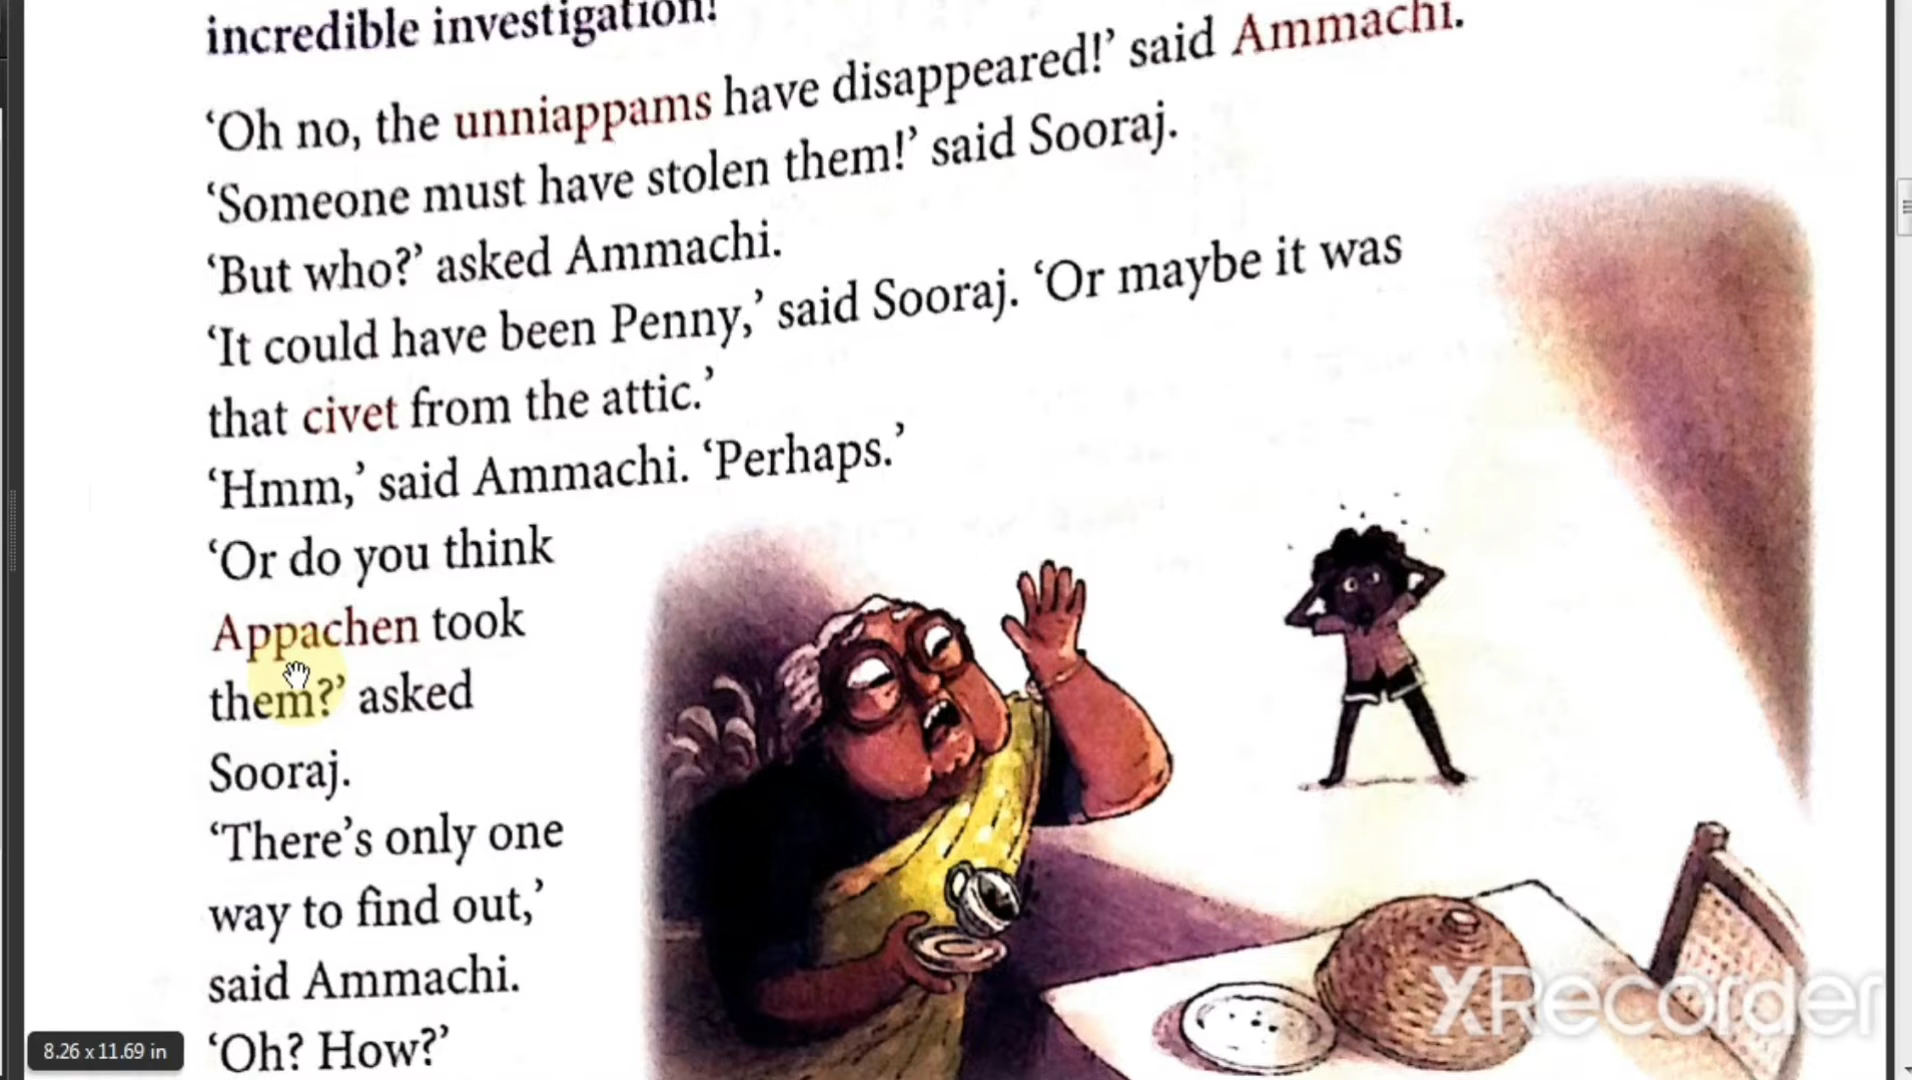 incredible investigation!
‘Oh no, the unniappams have disappeared!’ said Ammachi.
‘Someone must have stolen them!’ said Sooraj.
‘But who?’ asked Ammachi.
‘It could have been Penny,’ said Sooraj. ‘Or maybe it was
that civet from the attic.’
‘Hmm,’ said Ammachi. ‘Perhaps.’
‘Or do you think
Appachen took
them?’ asked
Sooraj.
‘There’s only one
way to find out,’
said Ammachi.
‘Oh? How?’
8.26 x 11.69 in
XRecorder